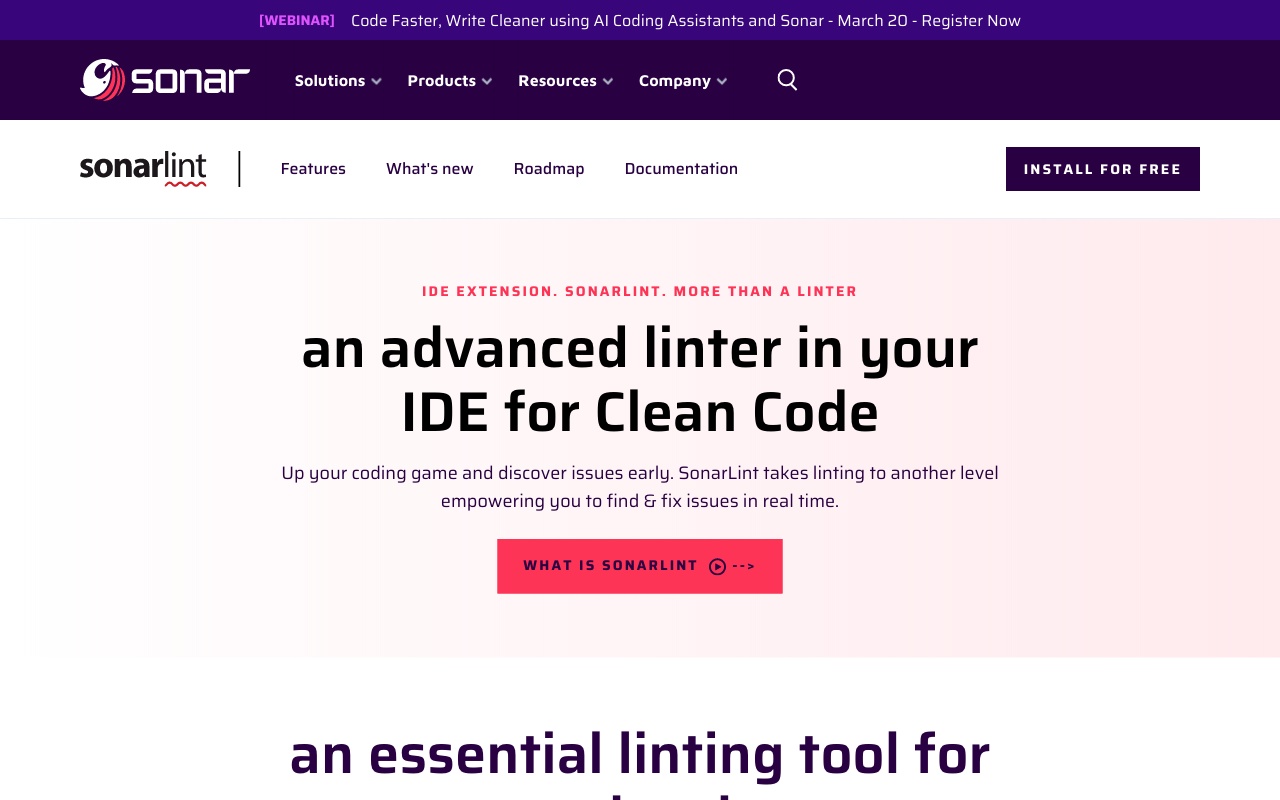 [WEBINAR] Code Faster, Write Cleaner using AI Coding Assistants and Sonar - March 20 - Register Now
sonar Solutions Products Resources Company
sonarlint Features What's new Roadmap Documentation INSTALL FOR FREE
IDE EXTENSION. SONARLINT. MORE THAN A LINTER
an advanced linter in your
IDE for Clean Code
Up your coding game and discover issues early. SonarLint takes linting to another level
empowering you to find & fix issues in real time.
WHAT IS SONARLINT -->
an essential linting tool for